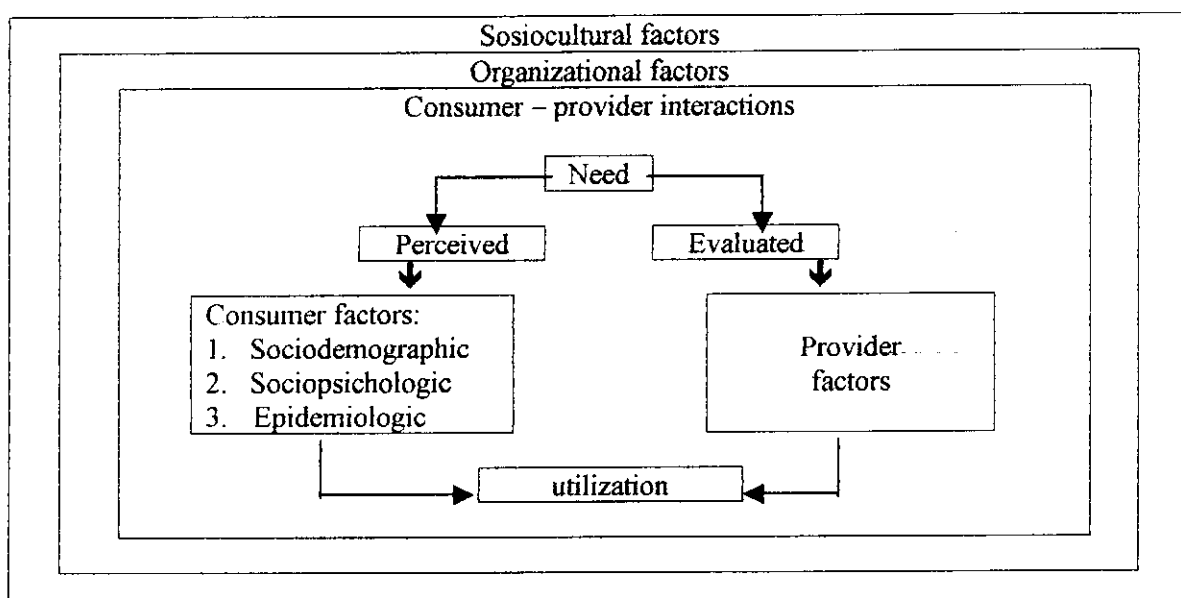 Sosiocultural factors
Organizational factors
Consumer – provider interactions
Need
Perceived
Evaluated
Consumer factors:
1. Sociodemographic
2. Sociopsichologic
3. Epidemiologic
Provider
factors
utilization